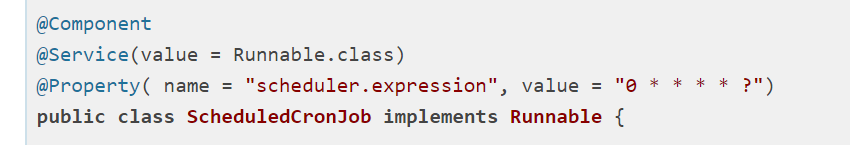 @Component
@Service(value = Runnable.class)
@Property( name = "scheduler.expression", value = "0 * * * * ?")
public class ScheduledCronJob implements Runnable {